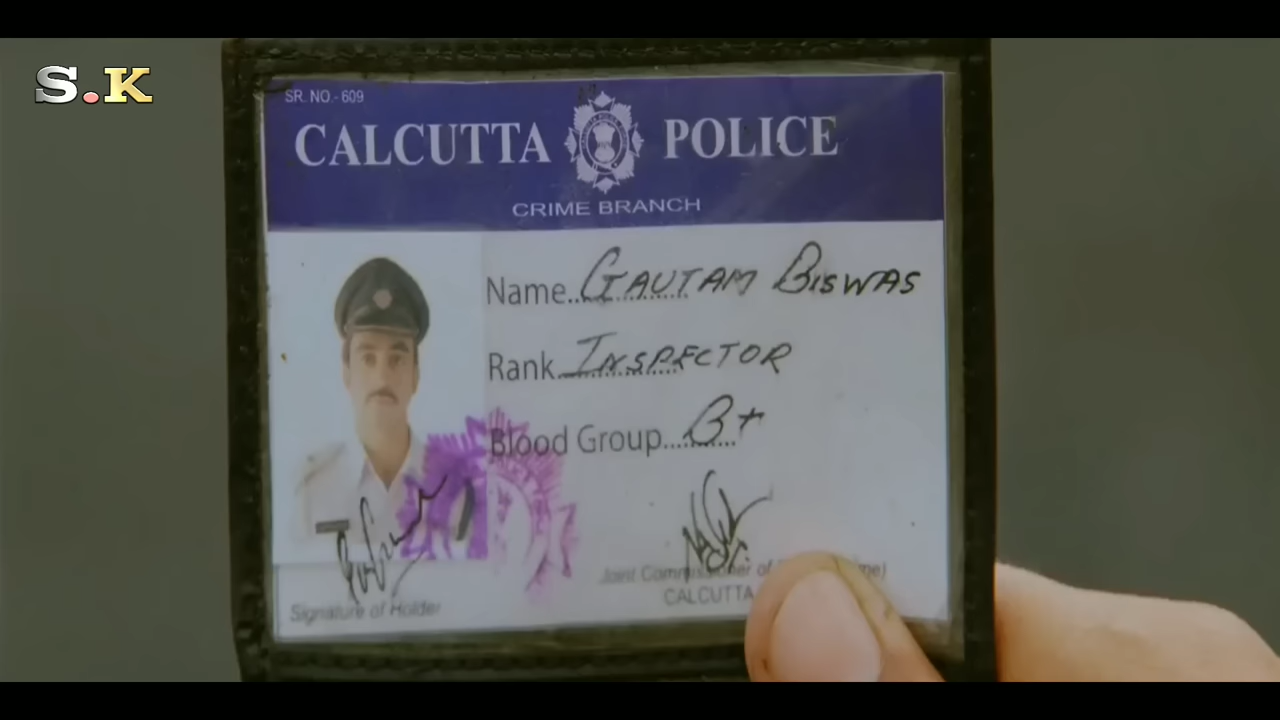 S.K
SR. NO.- 609
CALCUTTA POLICE
CRIME BRANCH
Name..GAUTAM BISWAS
Rank.INSPECTOR
Blood Group.B+
Joint Commissioner of
CALCUTTA
Signature of Holder